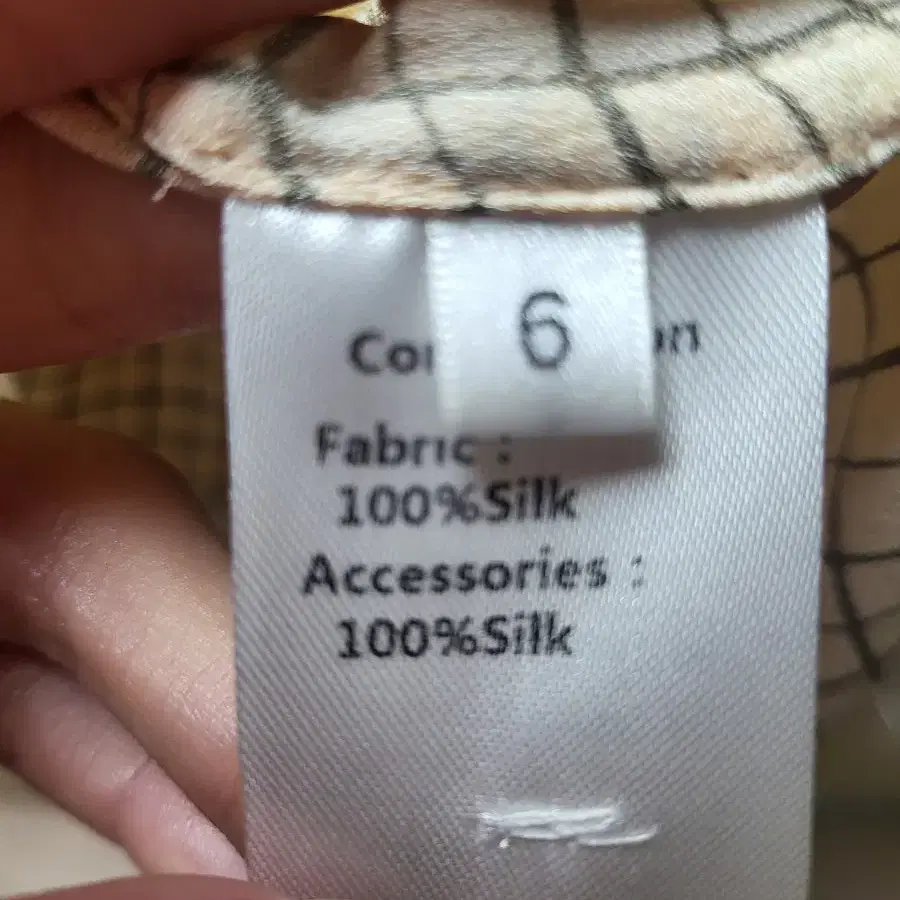 6
Fabric :
100%Silk
Accessories :
100%Silk